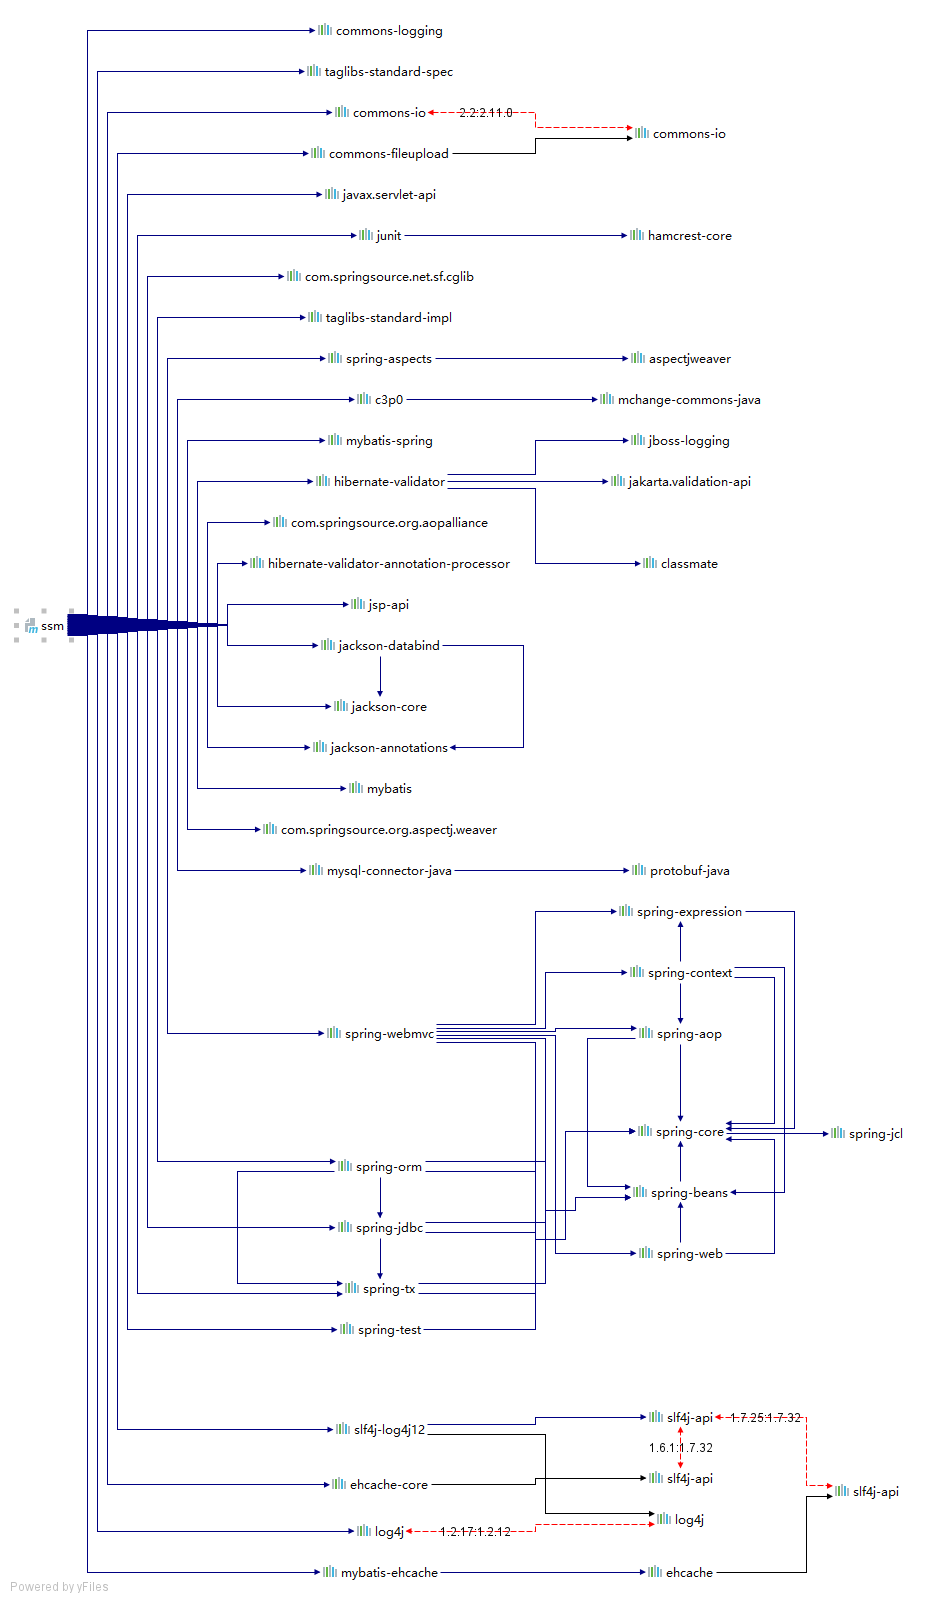 commons-logging
taglibs-standard-spec
commons-io
2.2:2.11.0
commons-io
commons-fileupload
javax.servlet-api
junit
hamcrest-core
com.springsource.net.sf.cglib
taglibs-standard-impl
spring-aspects
aspectjweaver
c3p0
mchange-commons-java
mybatis-spring
jboss-logging
hibernate-validator
jakarta.validation-api
com.springsource.org.aopalliance
hibernate-validator-annotation-processor
classmate
jsp-api
ssm
jackson-databind
jackson-core
jackson-annotations
mybatis
com.springsource.org.aspectj.weaver
mysql-connector-java
protobuf-java
spring-expression
spring-context
spring-webmvc
spring-aop
spring-core
spring-jcl
spring-orm
spring-beans
spring-jdbc
spring-web
spring-tx
spring-test
slf4j-api
1.7.25:1.7.32
slf4j-log4j12
1.6.1:1.7.32
slf4j-api
ehcache-core
slf4j-api
log4j
log4j
1.2.17:1.2.12
mybatis-ehcache
ehcache
Powered by yFiles